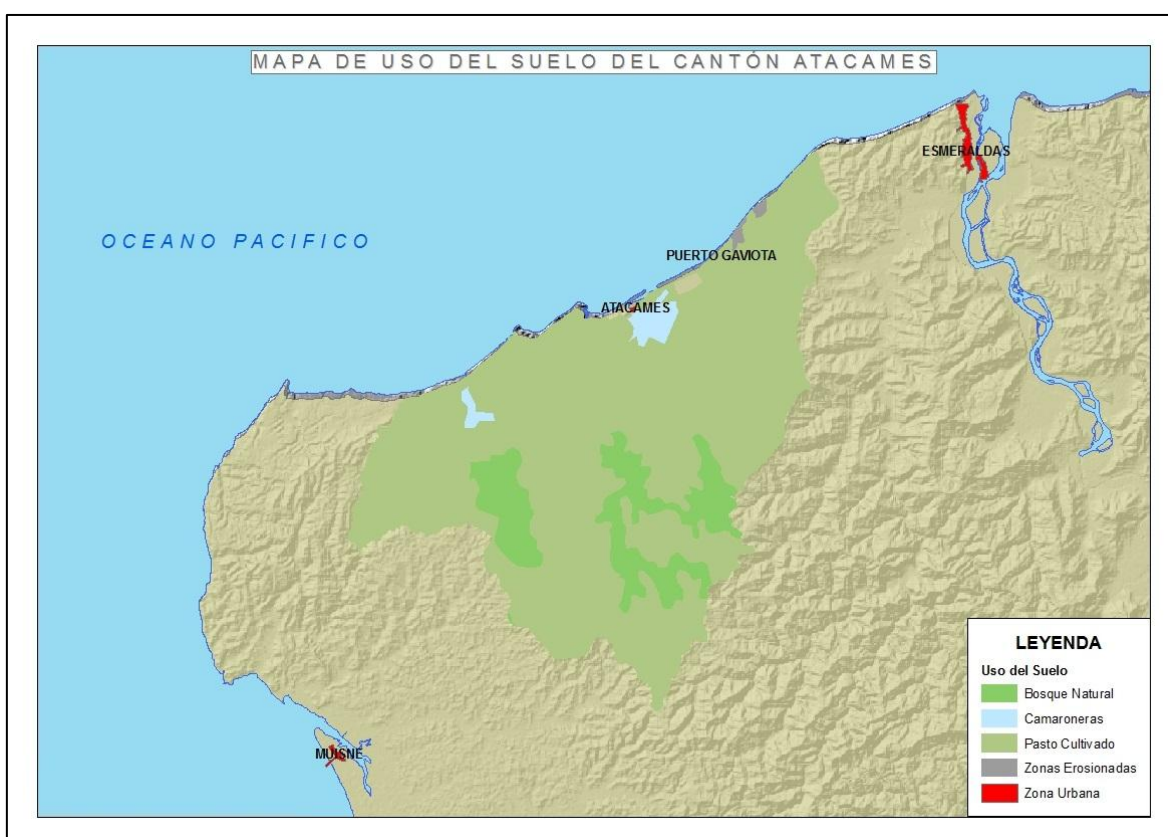 MAPA DE USO DEL SUELO DEL CANTÓN ATACAMES
ESMERALDAS
OCEANO PACIFICO
PUERTO GAVIOTA
ATACAMES
MUISNE
LEYENDA
Uso del Suelo
Bosque Natural
Camaroneras
Pasto Cultivado
Zonas Erosionadas
Zona Urbana